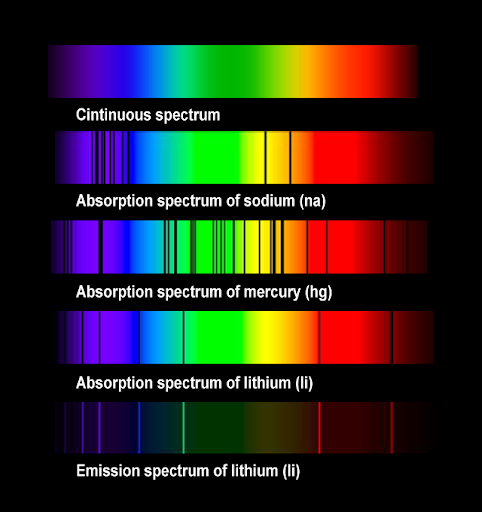 Cintinuous spectrum
Absorption spectrum of sodium (na)
Absorption spectrum of mercury (hg)
Absorption spectrum of lithium (li)
Emission spectrum of lithium (li)